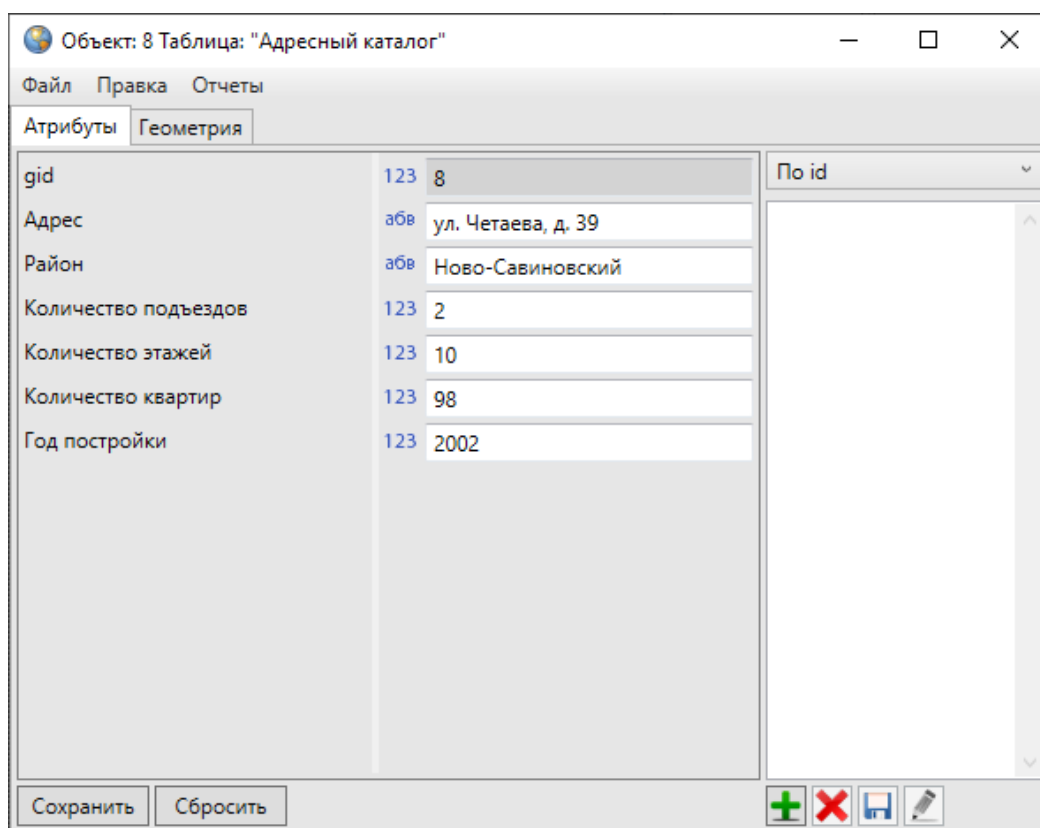 Объект: 8 Таблица: "Адресный каталог"
Файл Правка Отчеты
Атрибуты Геометрия
gid 123 8
По id
Адрес абв ул. Четаева, д. 39
Район абв Ново-Савиновский
Количество подъездов 123 2
Количество этажей 123 10
Количество квартир 123 98
Год постройки 123 2002
Сохранить Сбросить